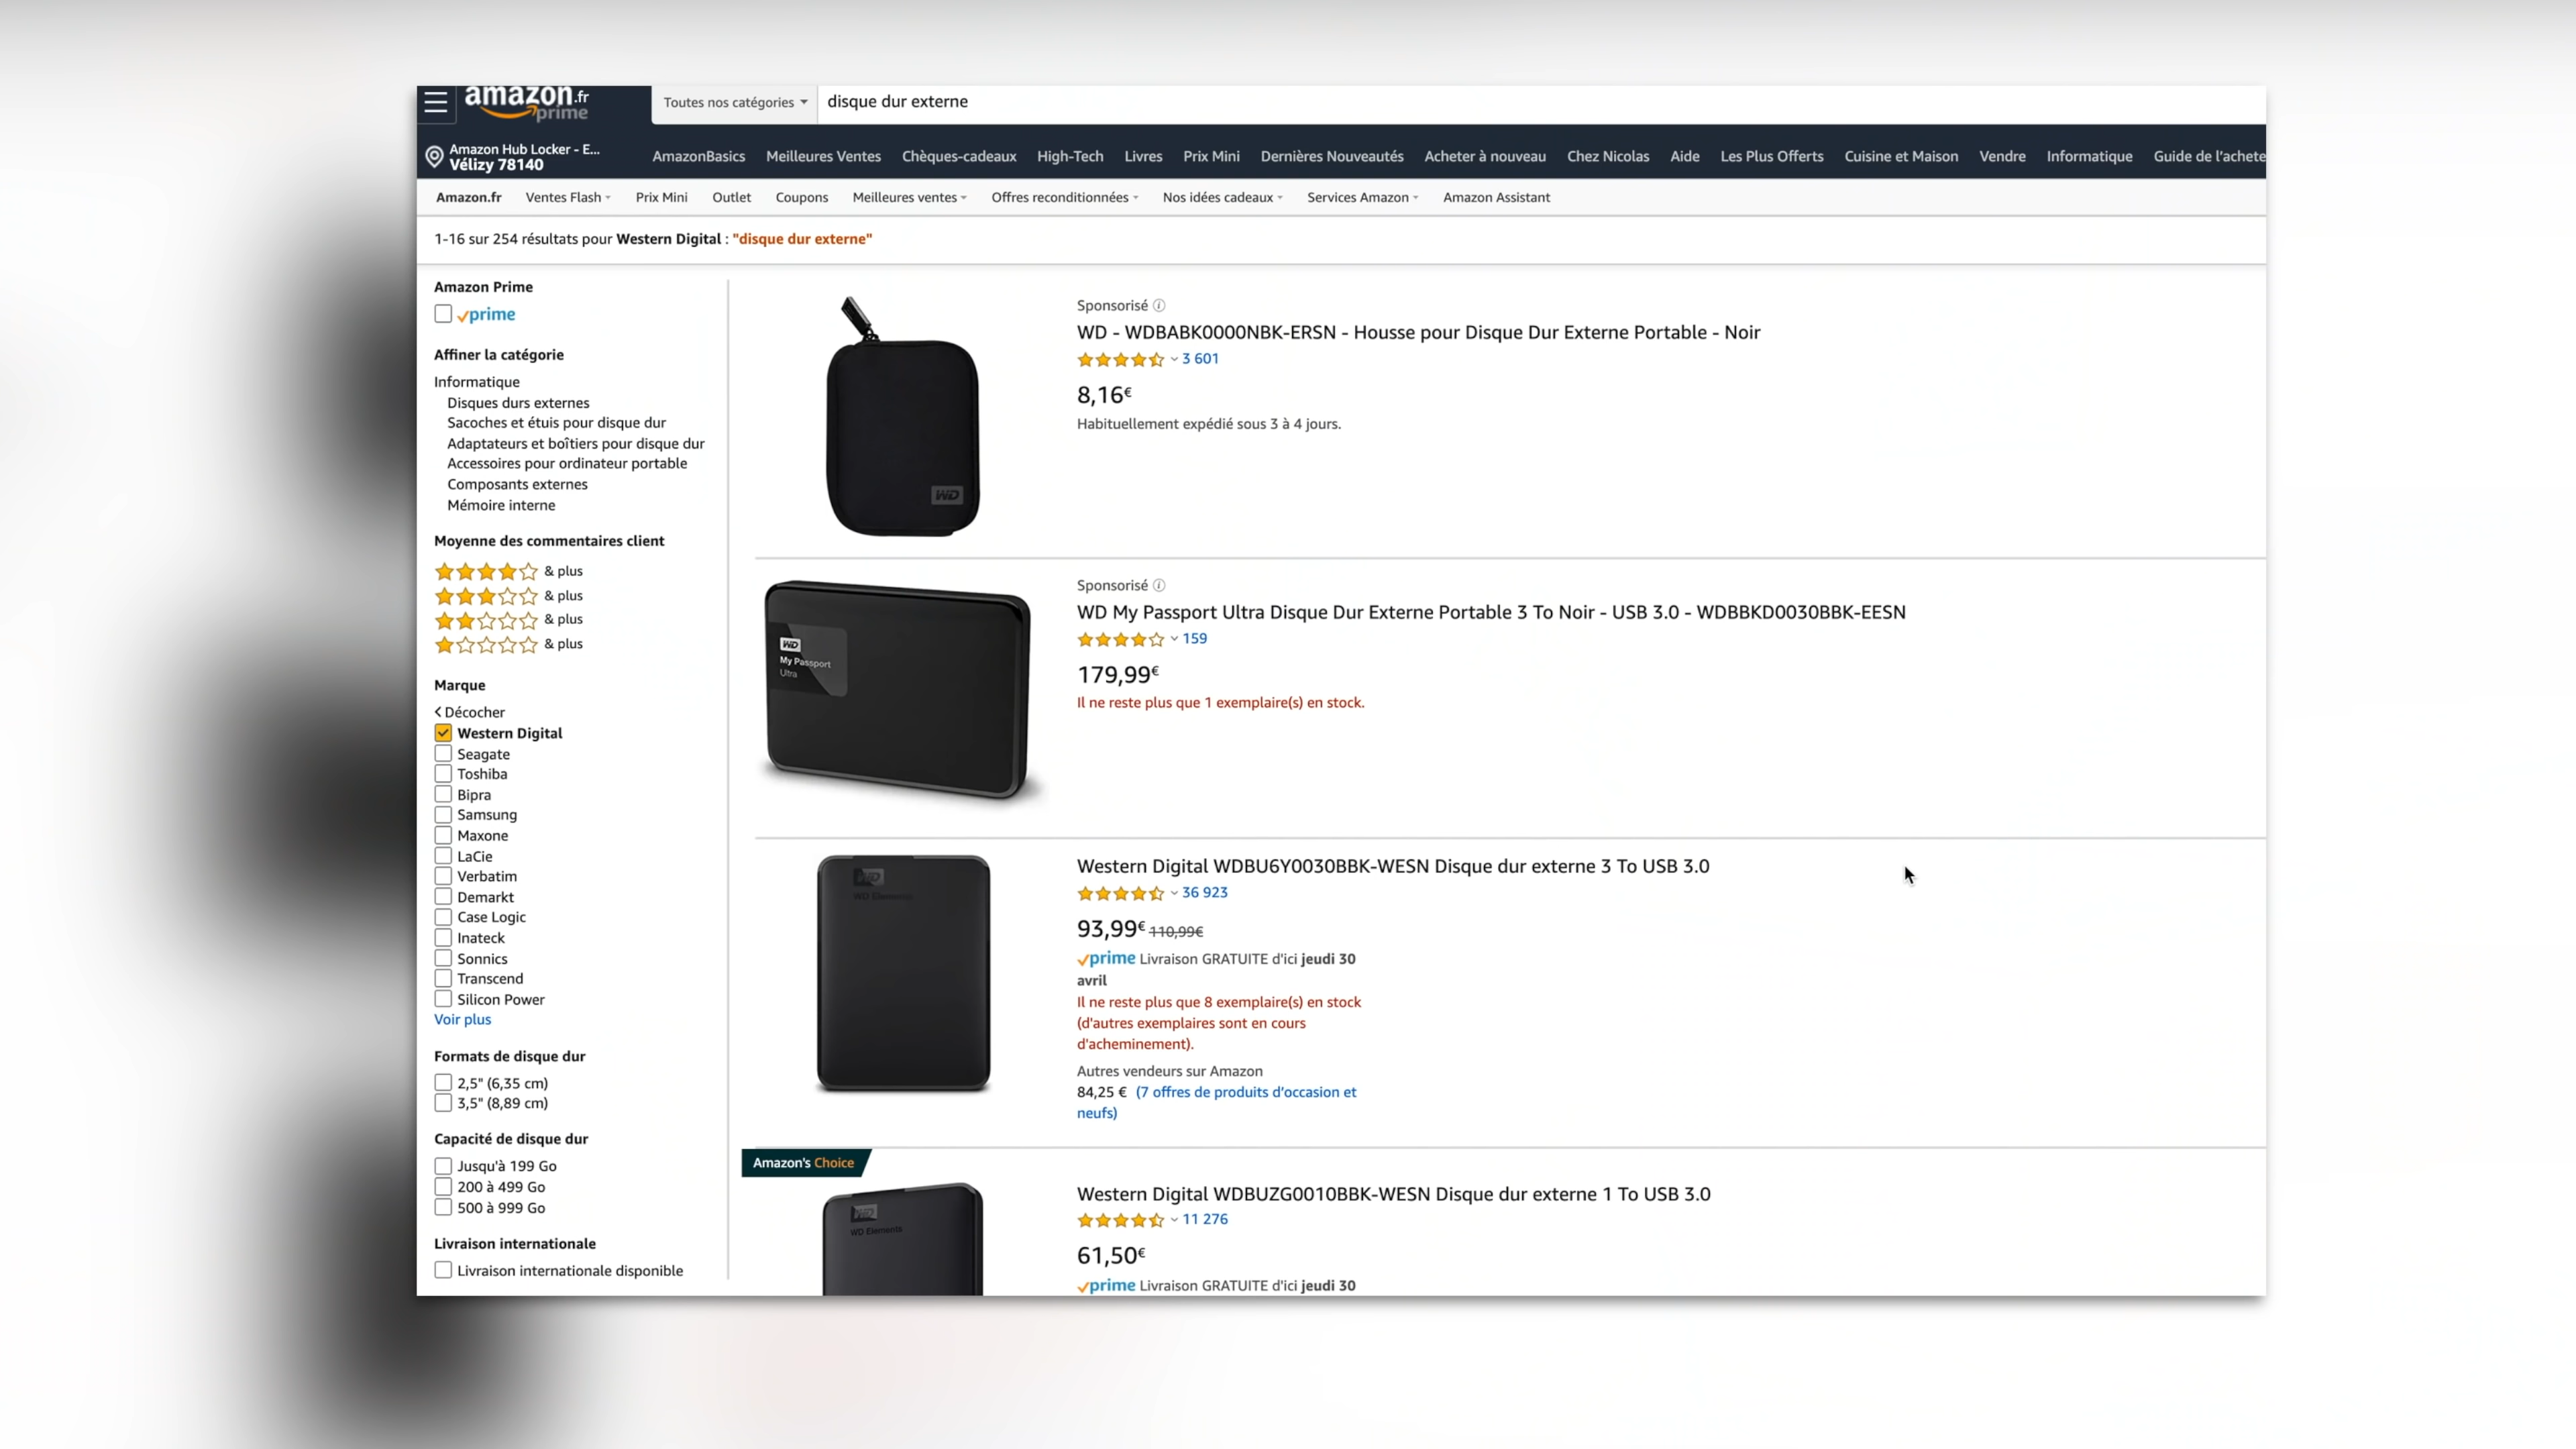 amazon.fr
prime
Toutes nos catégories
disque dur externe
Amazon Hub Locker - E...
Vélizy 78140
AmazonBasics Meilleures Ventes Chèques-cadeaux High-Tech Livres Prix Mini Dernières Nouveautés Acheter à nouveau Chez Nicolas Aide Les Plus Offerts Cuisine et Maison Vendre Informatique Guide de l'achete
Amazon.fr Ventes Flash Prix Mini Outlet Coupons Meilleures ventes Offres reconditionnées Nos idées cadeaux Services Amazon Amazon Assistant
1-16 sur 254 résultats pour Western Digital : "disque dur externe"
Amazon Prime
prime
Affiner la catégorie
Informatique
Disques durs externes
Sacoches et étuis pour disque dur
Adaptateurs et boîtiers pour disque dur
Accessoires pour ordinateur portable
Composants externes
Mémoire interne
Moyenne des commentaires client
& plus
& plus
& plus
& plus
Marque
Décocher
Western Digital
Seagate
Toshiba
Bipra
Samsung
Maxone
LaCie
Verbatim
Demarkt
Case Logic
Inateck
Sonnics
Transcend
Silicon Power
Voir plus
Formats de disque dur
2,5" (6,35 cm)
3,5" (8,89 cm)
Capacité de disque dur
Jusqu'à 199 Go
200 à 499 Go
500 à 999 Go
Livraison internationale
Livraison internationale disponible
WD
Sponsorisé
WD - WDBABK0000NBK-ERSN - Housse pour Disque Dur Externe Portable - Noir
3 601
8,16€
Habituellement expédié sous 3 à 4 jours.
WD
My Passport
Ultra
Sponsorisé
WD My Passport Ultra Disque Dur Externe Portable 3 To Noir - USB 3.0 - WDBBKD0030BBK-EESN
159
179,99€
Il ne reste plus que 1 exemplaire(s) en stock.
WD
WD Elements
Western Digital WDBU6Y0030BBK-WESN Disque dur externe 3 To USB 3.0
36 923
93,99€ 110,99€
prime Livraison GRATUITE d'ici jeudi 30
avril
Il ne reste plus que 8 exemplaire(s) en stock
(d'autres exemplaires sont en cours
d'acheminement).
Autres vendeurs sur Amazon
84,25 € (7 offres de produits d'occasion et
neufs)
Amazon's Choice
WD
WD Elements
Western Digital WDBUZG0010BBK-WESN Disque dur externe 1 To USB 3.0
11 276
61,50€
prime Livraison GRATUITE d'ici jeudi 30